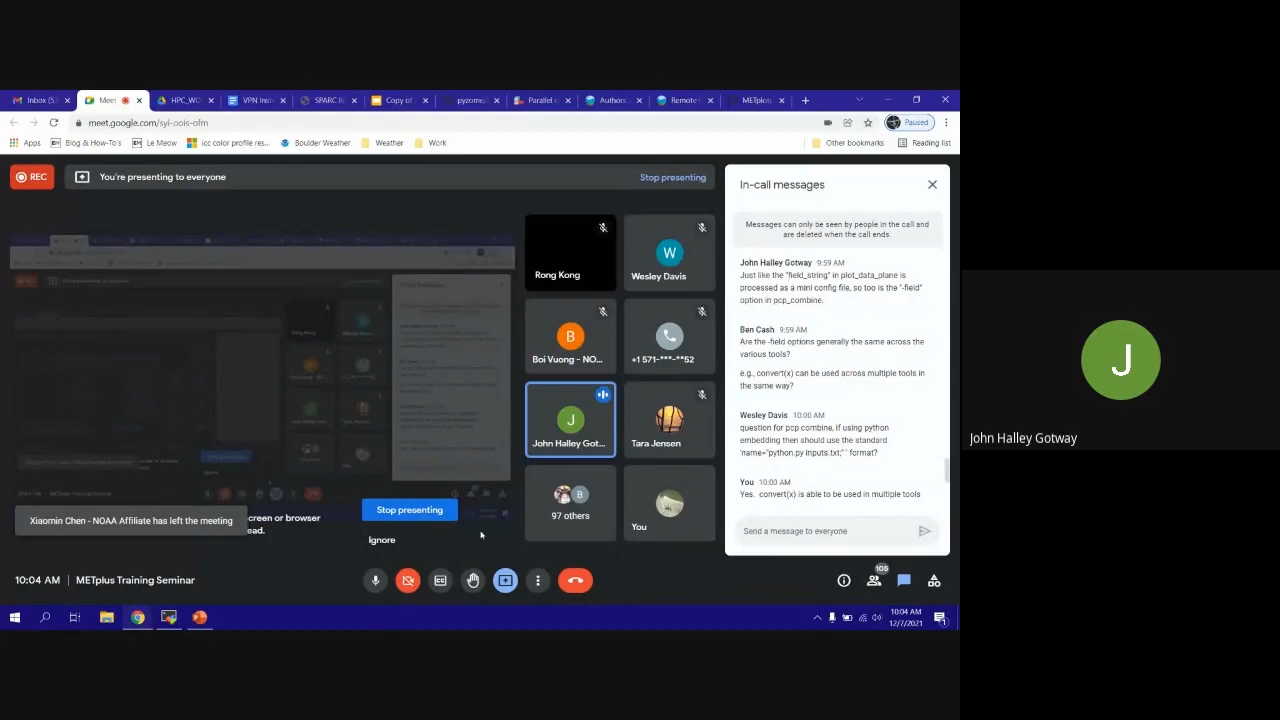 Inbox (53
Meet
HPC_WO
VPN Inst
SPARC R
Copy of
pyzome/
Parallel c
Authors
Remote
METplot
meet.google.com/syi-oois-ofm
Paused
Apps
Blog & How-To's
Le Meow
icc color profile res...
Boulder Weather
Weather
Work
Other bookmarks
Reading list
REC
You're presenting to everyone
Stop presenting
In-call messages
Messages can only be seen by people in the call and
are deleted when the call ends.
John Halley Gotway 9:59 AM
Just like the "field_string" in plot_data_plane is
processed as a mini config file, so too is the "-field"
option in pcp_combine.
Ben Cash 9:59 AM
Are the -field options generally the same across the
various tools?
e.g., convert(x) can be used across multiple tools in
the same way?
Wesley Davis 10:00 AM
question for pcp combine, if using python
embedding then should use the standard
'name="python.py inputs.txt;" ' format?
You 10:00 AM
Yes. convert(x) is able to be used in multiple tools
Send a message to everyone
Rong Kong
W
Wesley Davis
B
Boi Vuong - NO...
+1 571-***-**52
J
John Halley Got...
Tara Jensen
B
97 others
You
Xiaomin Chen - NOAA Affiliate has left the meeting
creen or browser
ead.
Stop presenting
Ignore
10:04 AM | METplus Training Seminar
105
10:04 AM
12/7/2021
J
John Halley Gotway